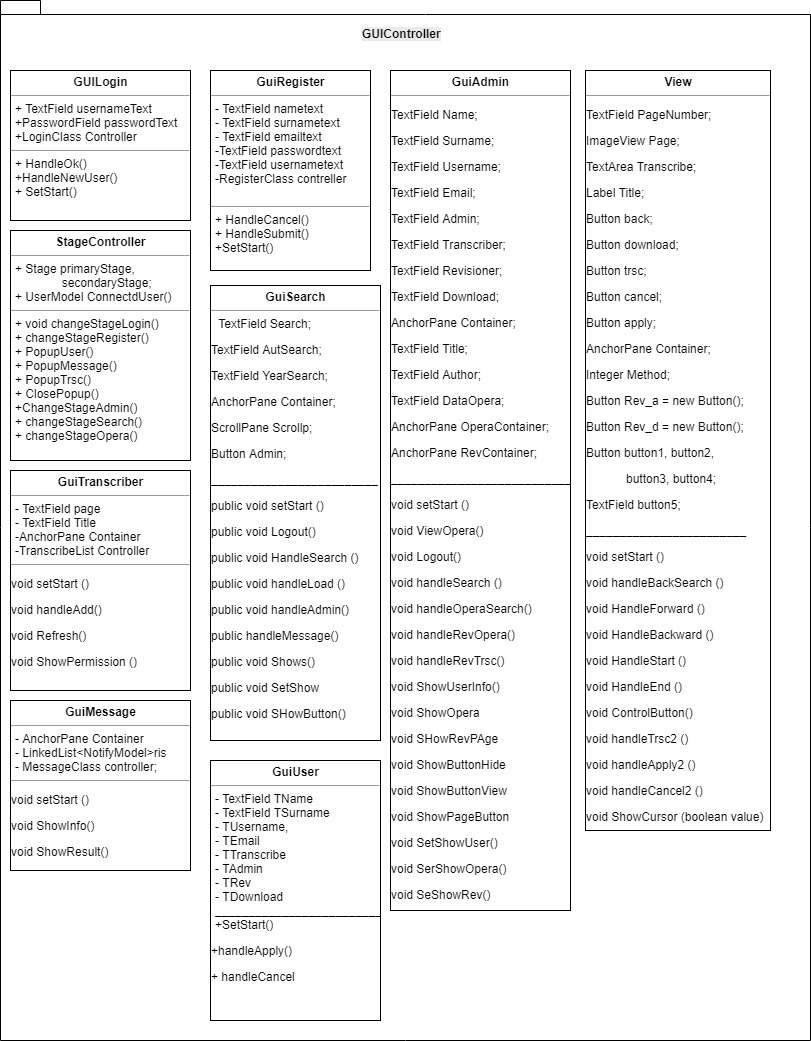 GUIController
GUILogin
+ TextField usernameText
+PasswordField passwordText
+LoginClass Controller
+ HandleOk()
+HandleNewUser()
+ SetStart()
StageController
+ Stage primaryStage,
secondaryStage;
+ UserModel ConnectdUser()
+ void changeStageLogin()
+ changeStageRegister()
+ PopupUser()
+ PopupMessage()
+ PopupTrsc()
+ ClosePopup()
+ChangeStageAdmin()
+ changeStageSearch()
+ changeStageOpera()
GuiTranscriber
- TextField page
- TextField Title
-AnchorPane Container
-TranscribeList Controller
void setStart ()
void handleAdd()
void Refresh()
void ShowPermission ()
GuiMessage
- AnchorPane Container
- LinkedList<NotifyModel>ris
- MessageClass controller;
void setStart ()
void ShowInfo()
void ShowResult()
GuiRegister
- TextField nametext
- TextField surnametext
- TextField emailtext
-TextField passwordtext
-TextField usernametext
-RegisterClass contreller
+ HandleCancel()
+ HandleSubmit()
+SetStart()
GuiSearch
TextField Search;
TextField AutSearch;
TextField YearSearch;
AnchorPane Container;
ScrollPane Scrollp;
Button Admin;
public void setStart ()
public void Logout()
public void HandleSearch ()
public void handleLoad ()
public void handleAdmin ()
public handleMessage()
public void Shows()
public void SetShow
public void SHowButton()
GuiUser
- TextField TName
- TextField TSurname
- TUsername,
- TEmail
- TTranscribe
- TAdmin
- TRev
- TDownload
+SetStart()
+handleApply()
+ handleCancel
GuiAdmin
TextField Name;
TextField Surname;
TextField Username;
TextField Email;
TextField Admin;
TextField Transcriber;
TextField Revisioner;
TextField Download;
AnchorPane Container;
TextField Title;
TextField Author;
TextField DataOpera;
AnchorPane OperaContainer;
AnchorPane RevContainer;
void setStart ()
void ViewOpera()
void Logout()
void handleSearch ()
void handleOperaSearch()
void handleRevOpera()
void handleRevTrsc()
void ShowUserInfo()
void ShowOpera
void SHowRevPAge
void ShowButtonHide
void ShowButtonView
void ShowPageButton
void SetShowUser()
void SerShowOpera()
void SeShowRev()
View
TextField PageNumber;
ImageView Page;
TextArea Transcribe;
Label Title;
Button back;
Button download;
Button trsc;
Button cancel;
Button apply;
AnchorPane Container;
Integer Method;
Button Rev_a = new Button();
Button Rev_d = new Button();
Button button1, button2,
button3, button4;
TextField button5;
void setStart ()
void handleBackSearch ()
void HandleForward ()
void HandleBackward ()
void HandleStart ()
void HandleEnd ()
void ControlButton()
void handleTrsc2 ()
void handleApply2 ()
void handleCancel2 ()
void ShowCursor (boolean value)